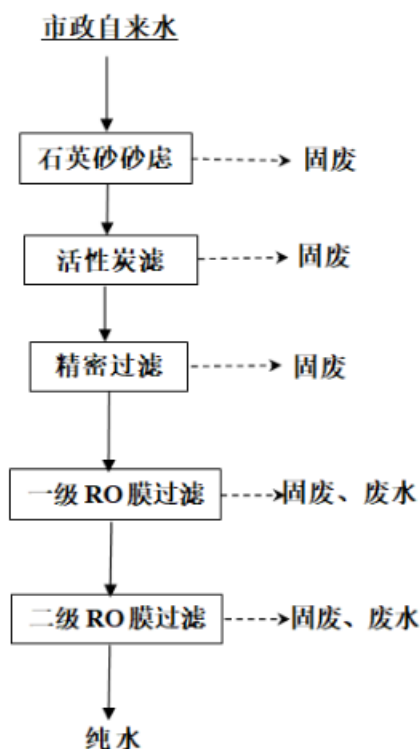 市政自来水
石英砂砂虑
固废
活性炭滤
固废
精密过滤
固废
一级 RO 膜过滤
固废、废水
二级 RO 膜过滤
固废、废水
纯水